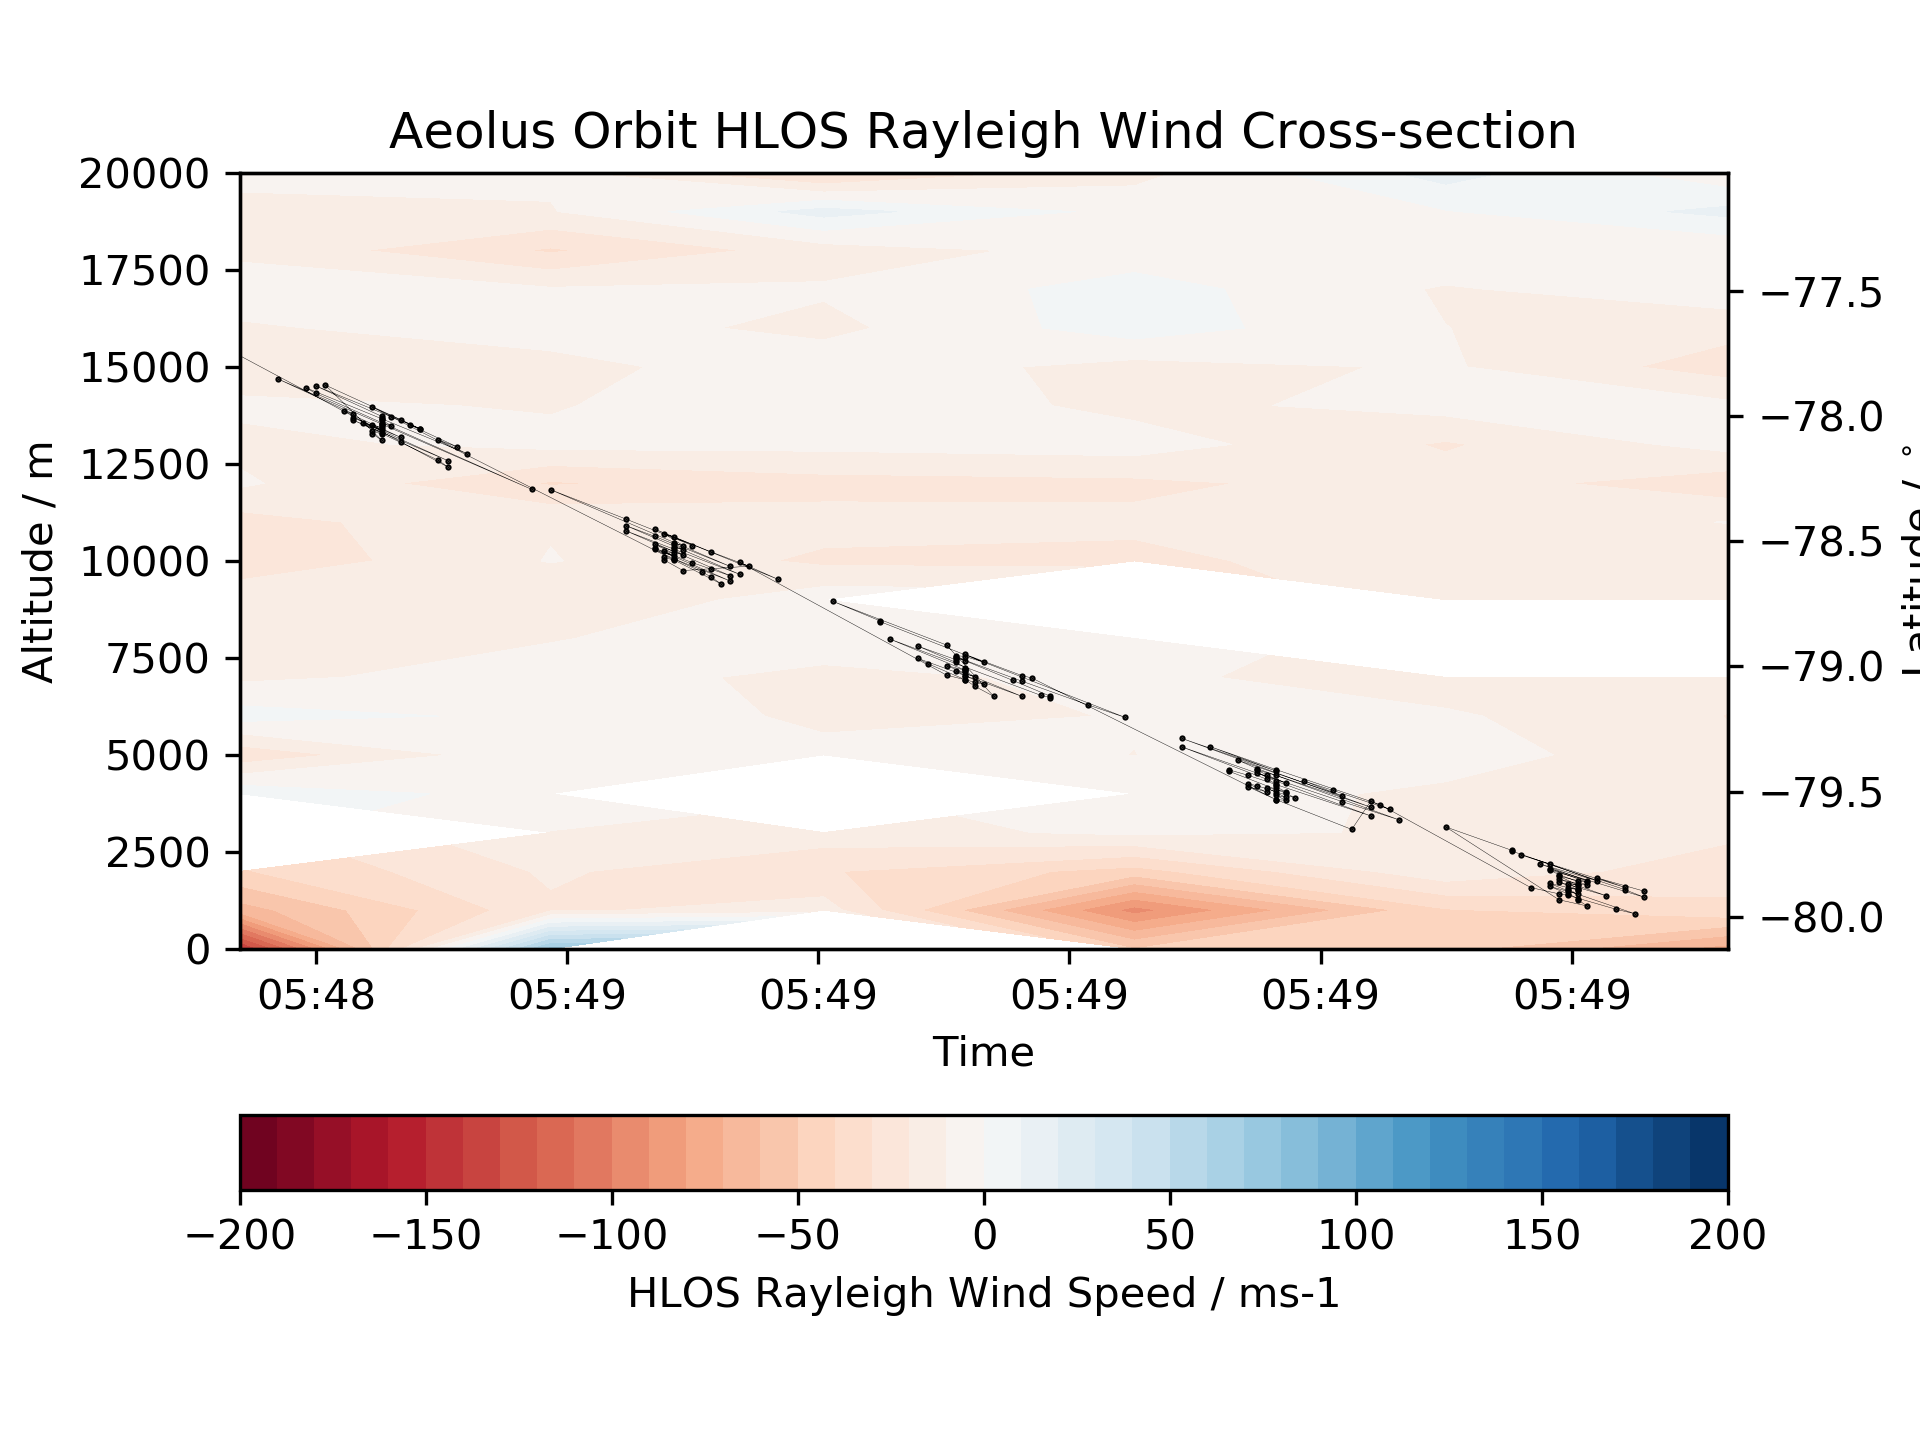 Aeolus Orbit HLOS Rayleigh Wind Cross-section
20000
17500
15000
12500
10000
7500
5000
2500
0
Altitude / m
−77.5
−78.0
−78.5
−79.0
−79.5
−80.0
Latitude / °
05:48 05:49 05:49 05:49 05:49 05:49
Time
−200 −150 −100 −50 0 50 100 150 200
HLOS Rayleigh Wind Speed / ms-1